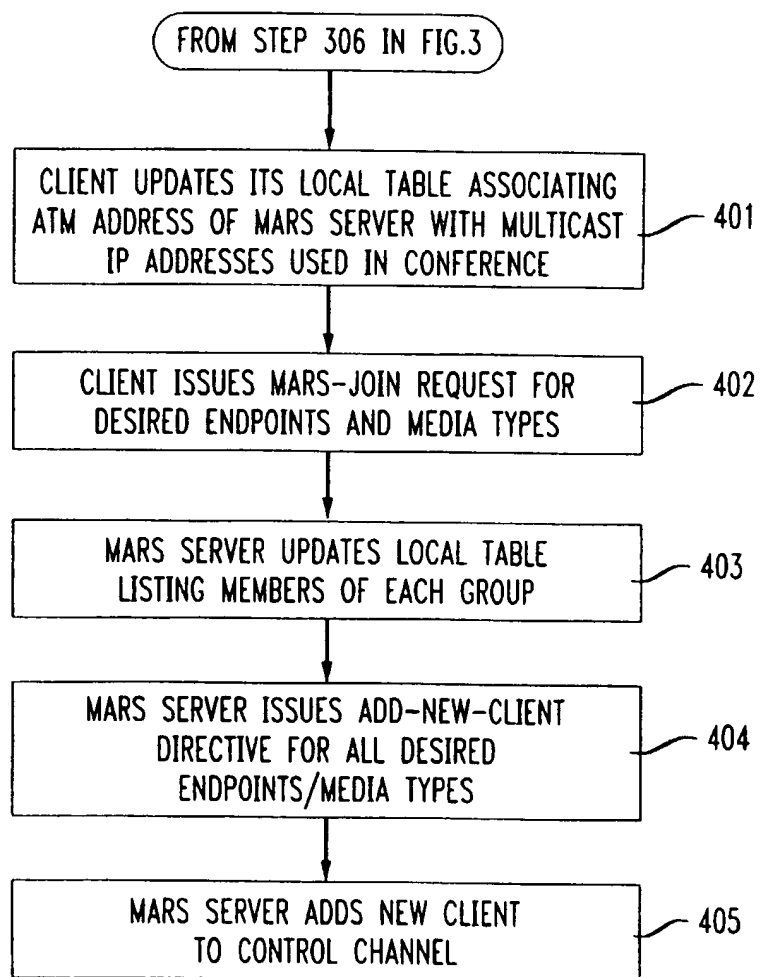 FROM STEP 306 IN FIG.3
CLIENT UPDATES ITS LOCAL TABLE ASSOCIATING
ATM ADDRESS OF MARS SERVER WITH MULTICAST
IP ADDRESSES USED IN CONFERENCE
401
CLIENT ISSUES MARS-JOIN REQUEST FOR
DESIRED ENDPOINTS AND MEDIA TYPES
402
MARS SERVER UPDATES LOCAL TABLE
LISTING MEMBERS OF EACH GROUP
403
MARS SERVER ISSUES ADD-NEW-CLIENT
DIRECTIVE FOR ALL DESIRED
ENDPOINTS/MEDIA TYPES
404
MARS SERVER ADDS NEW CLIENT
TO CONTROL CHANNEL
405